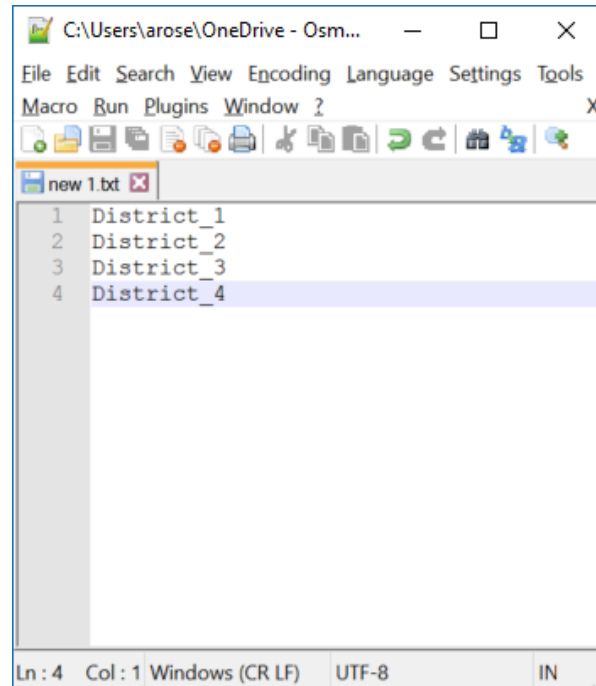 C:\Users\arose\OneDrive - Osm...
File Edit Search View Encoding Language Settings Tools
Macro Run Plugins Window ? X
new 1.txt
1 District_1
2 District_2
3 District_3
4 District_4
Ln : 4 Col : 1 Windows (CR LF) UTF-8 IN